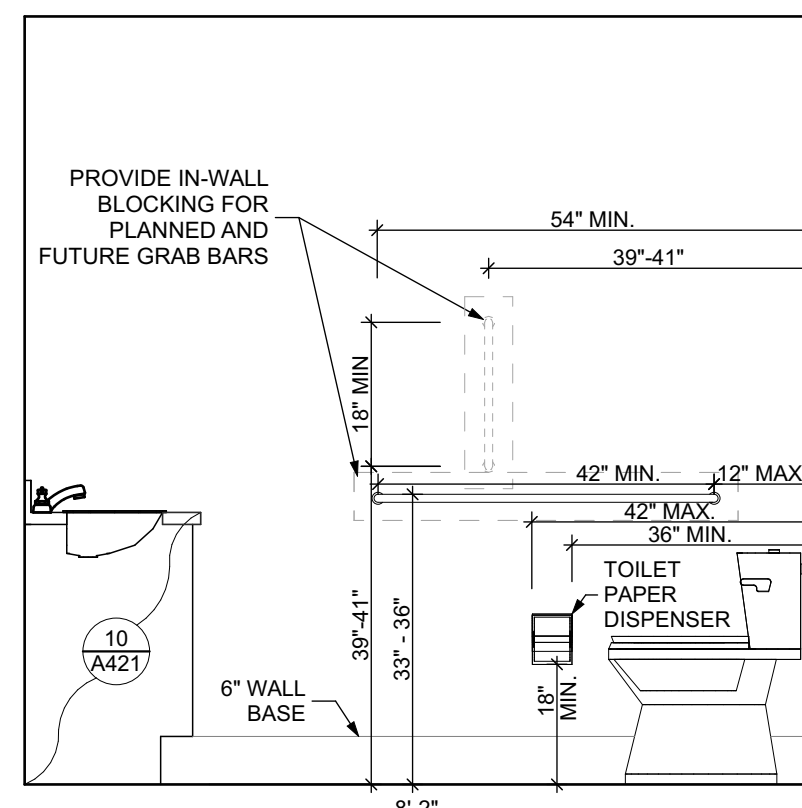 PROVIDE IN-WALL
BLOCKING FOR
PLANNED AND
FUTURE GRAB BARS
54" MIN.
39"-41"
18" MIN
42" MIN.
12" MAX
42" MAX.
36" MIN.
TOILET
PAPER
DISPENSER
39"-41"
33" - 36"
18"
MIN.
10
A421
6" WALL
BASE
8'-2"